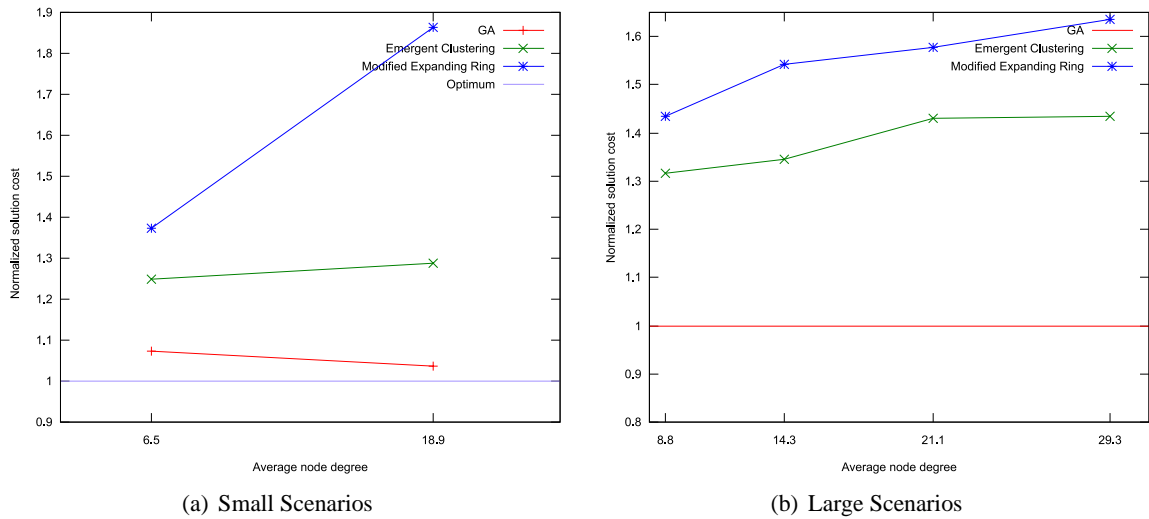 1.9
1.8
1.7
1.6
1.5
1.4
1.3
1.2
1.1
1
0.9
Normalized solution cost
GA
Emergent Clustering
Modified Expanding Ring
Optimum
6.5
18.9
Average node degree
(a) Small Scenarios
1.6
1.5
1.4
1.3
1.2
1.1
1
0.9
0.8
Normalized solution cost
GA
Emergent Clustering
Modified Expanding Ring
8.8
14.3
21.1
29.3
Average node degree
(b) Large Scenarios